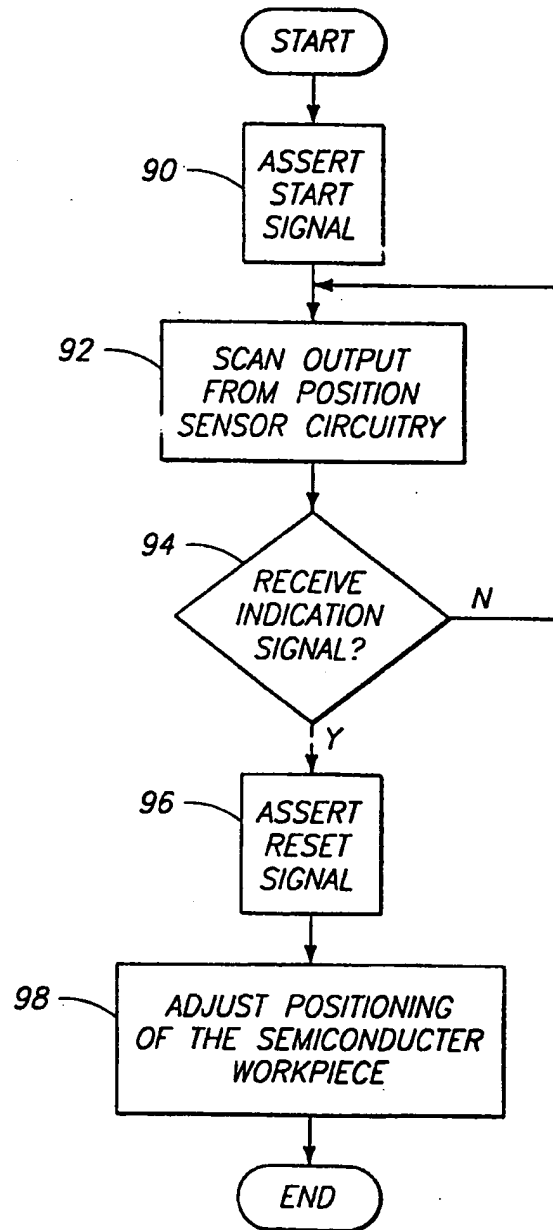 START
90
ASSERT
START
SIGNAL
92
SCAN OUTPUT
FROM POSITION
SENSOR CIRCUITRY
94
RECEIVE
INDICATION
SIGNAL?
N
Y
96
ASSERT
RESET
SIGNAL
98
ADJUST POSITIONING
OF THE SEMICONDUCTER
WORKPIECE
END